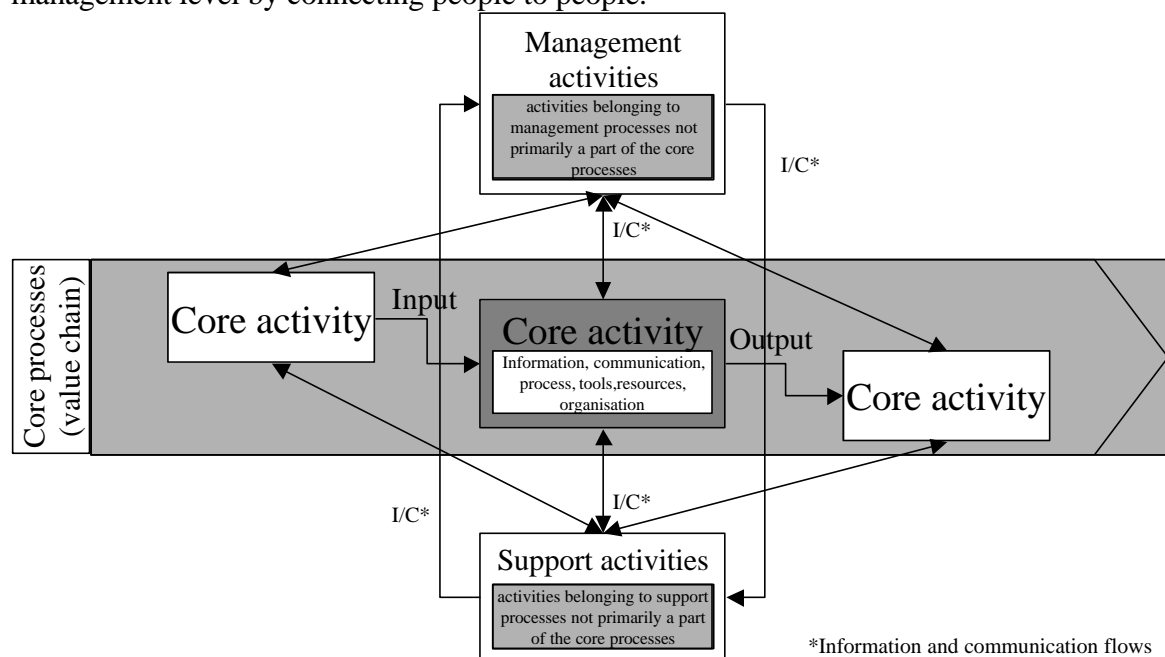 management level by connecting people to people.
Management
activities
activities belonging to
management processes not
primarily a part of the core
processes
I/C*
I/C*
Core processes
(value chain)
Core activity
Input
Core activity
Information, communication,
process, tools,resources,
organisation
Output
Core activity
I/C*
I/C*
Support activities
activities belonging to support
processes not primarily a part
of the core processes
*Information and communication flows